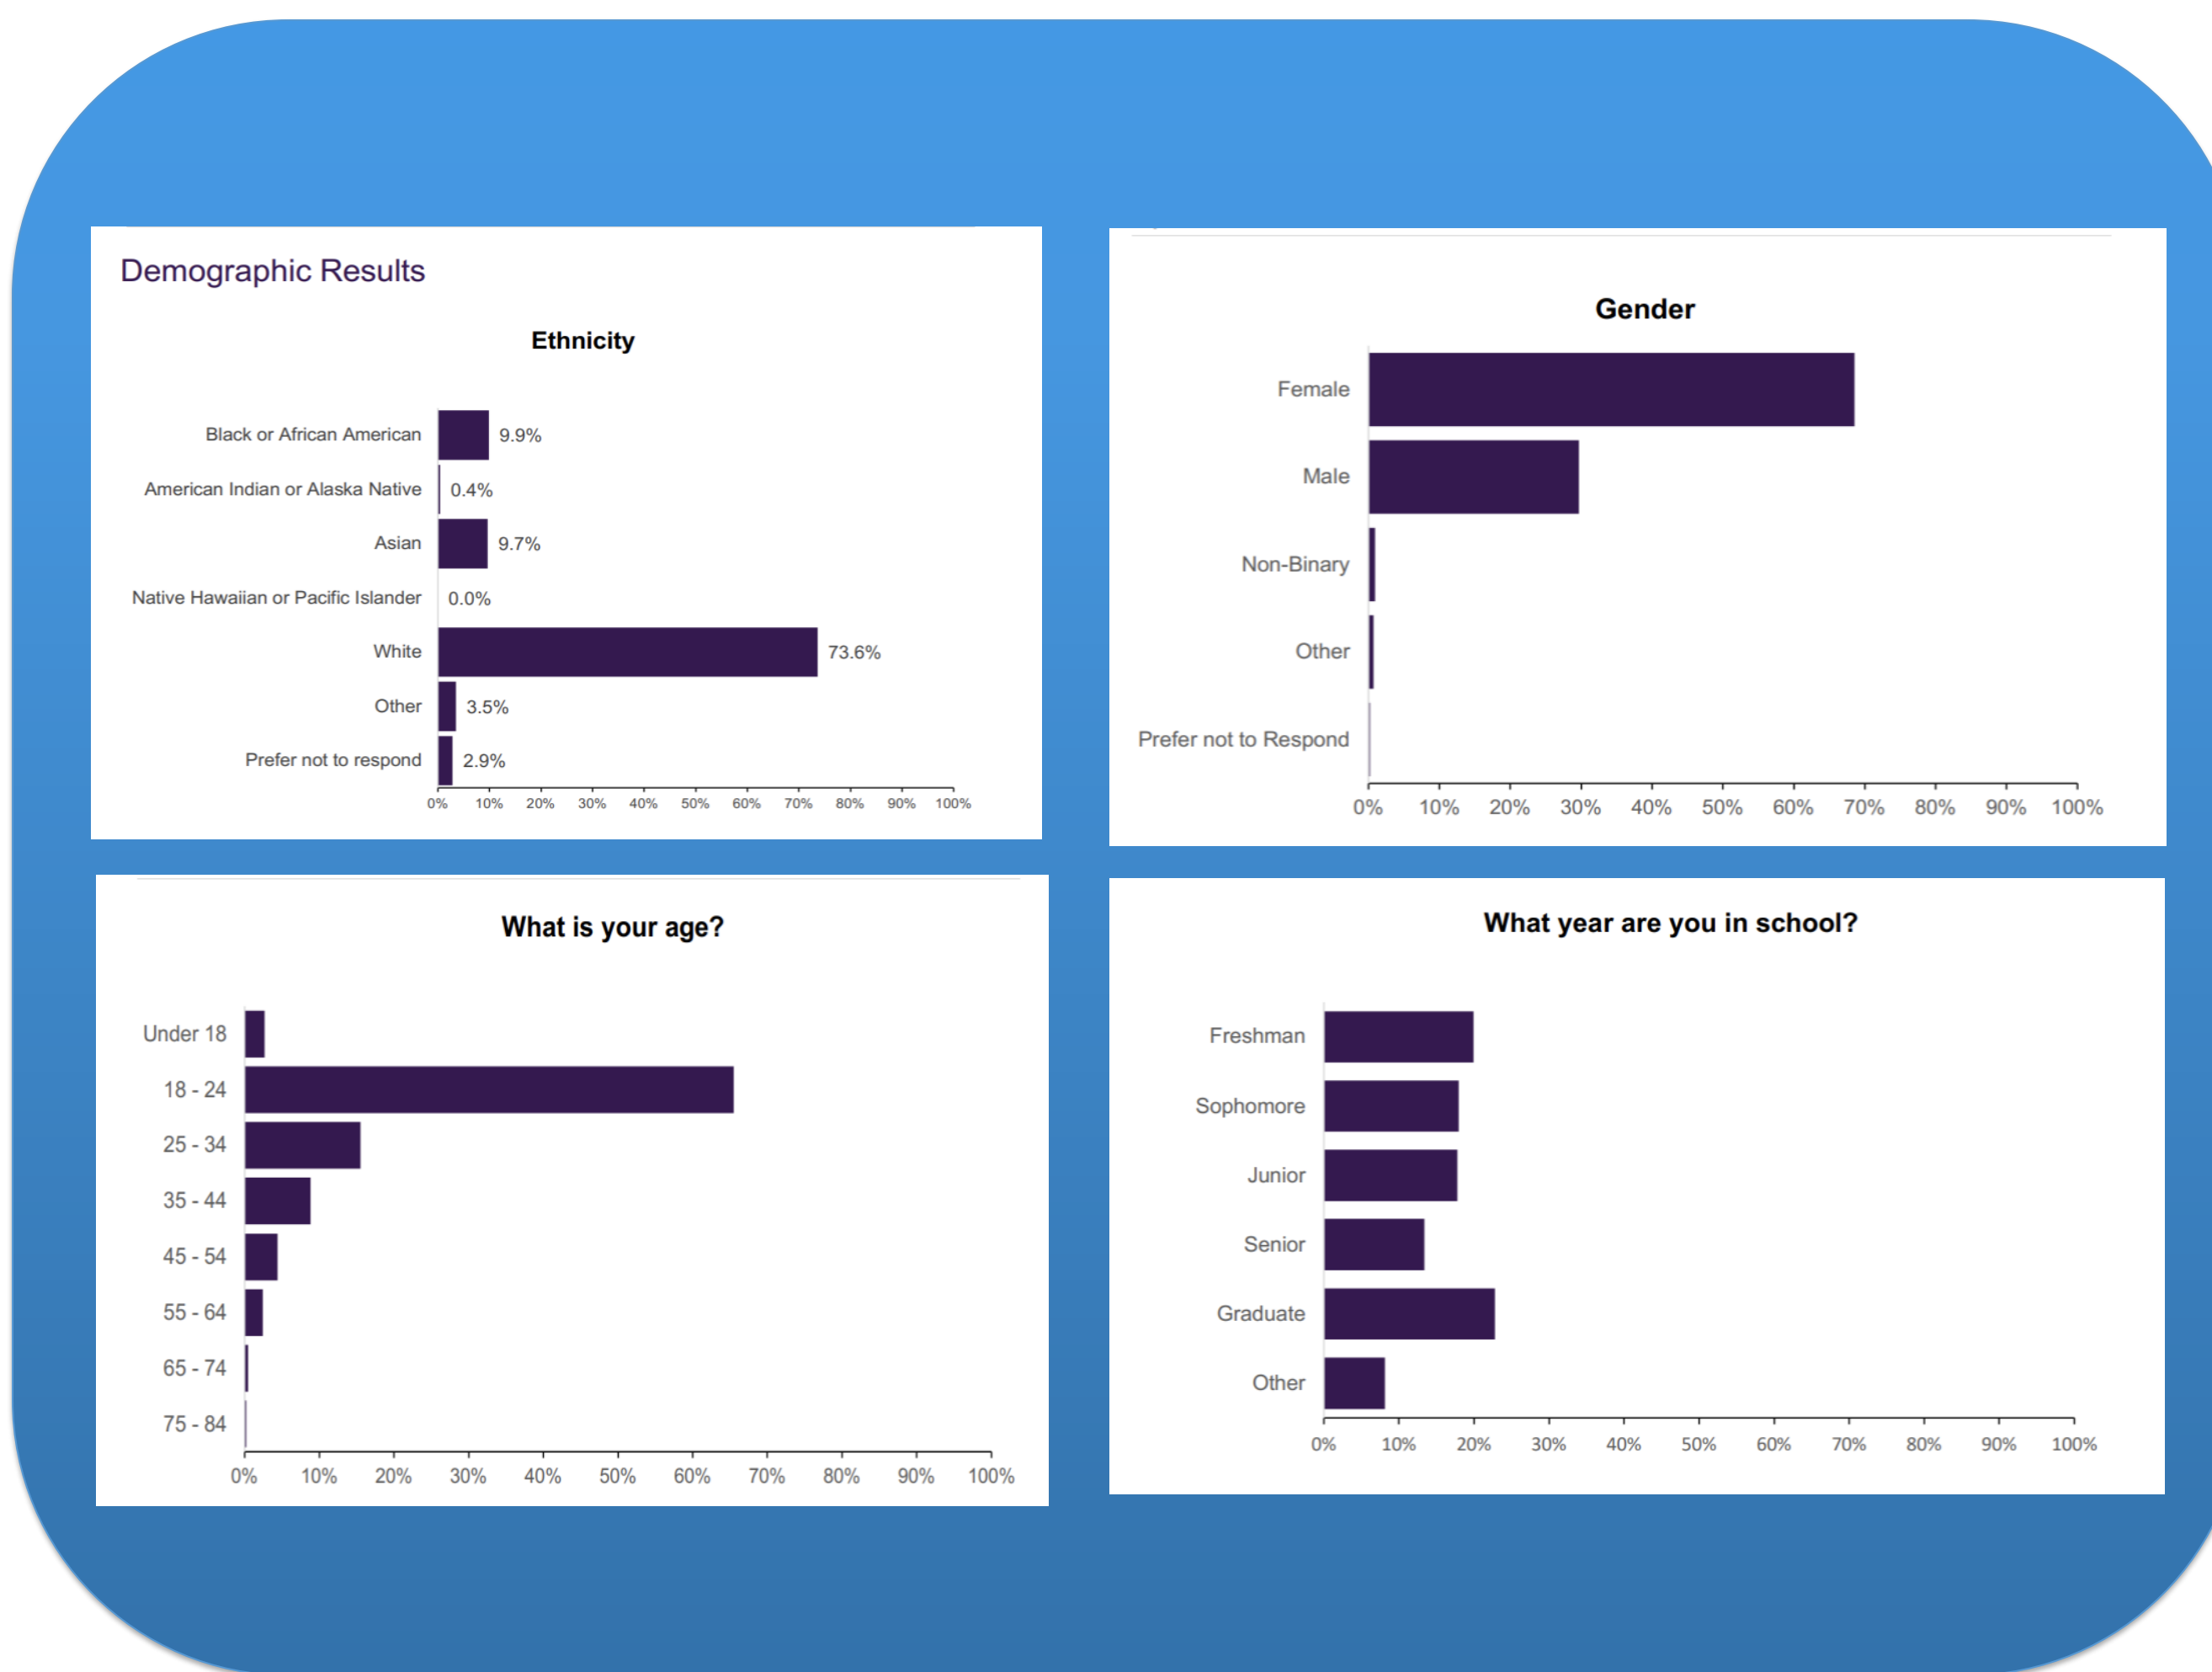 Demographic Results
Ethnicity
Black or African American 9.9%
American Indian or Alaska Native 0.4%
Asian 9.7%
Native Hawaiian or Pacific Islander 0.0%
White 73.6%
Other 3.5%
Prefer not to respond 2.9%
0% 10% 20% 30% 40% 50% 60% 70% 80% 90% 100%
Gender
Female
Male
Non-Binary
Other
Prefer not to Respond
0% 10% 20% 30% 40% 50% 60% 70% 80% 90% 100%
What is your age?
Under 18
18 - 24
25 - 34
35 - 44
45 - 54
55 - 64
65 - 74
75 - 84
0% 10% 20% 30% 40% 50% 60% 70% 80% 90% 100%
What year are you in school?
Freshman
Sophomore
Junior
Senior
Graduate
Other
0% 10% 20% 30% 40% 50% 60% 70% 80% 90% 100%